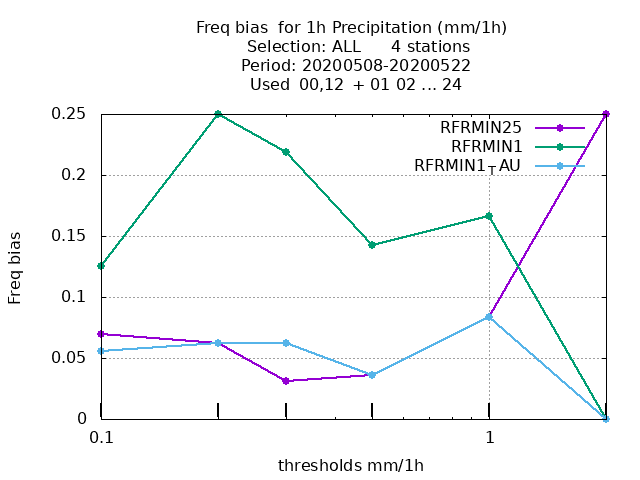 Freq bias  for 1h Precipitation (mm/1h)
Selection: ALL      4 stations
Period: 20200508-20200522
Used  00,12  + 01 02 ... 24
RFRMIN25
RFRMIN1
RFRMIN1TAU
0.25
0.2
0.15
0.1
0.05
0
Freq bias
0.1
1
thresholds mm/1h